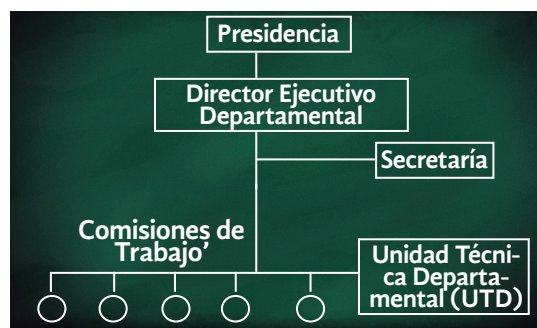 Presidencia
Director Ejecutivo
Departamental
Secretaría
Comisiones de
Trabajo’
Unidad Técni-
ca Departa-
mental (UTD)